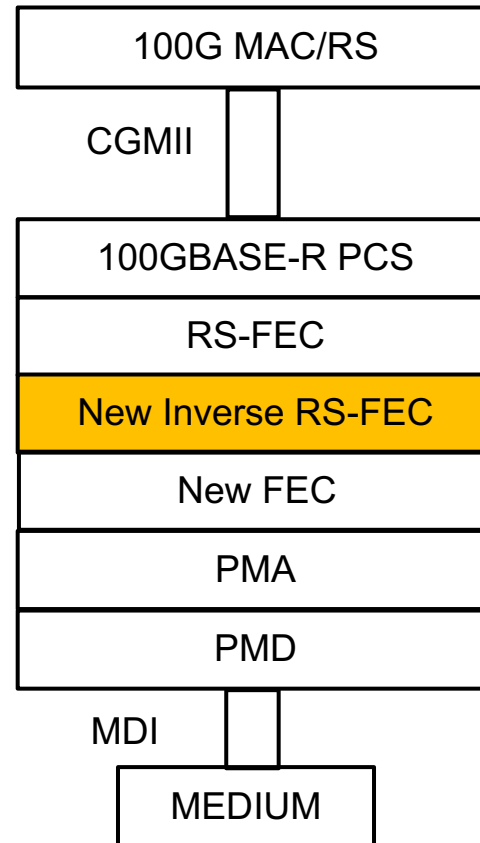 100G MAC/RS
CGMII
100GBASE-R PCS
RS-FEC
New Inverse RS-FEC
New FEC
PMA
PMD
MDI
MEDIUM